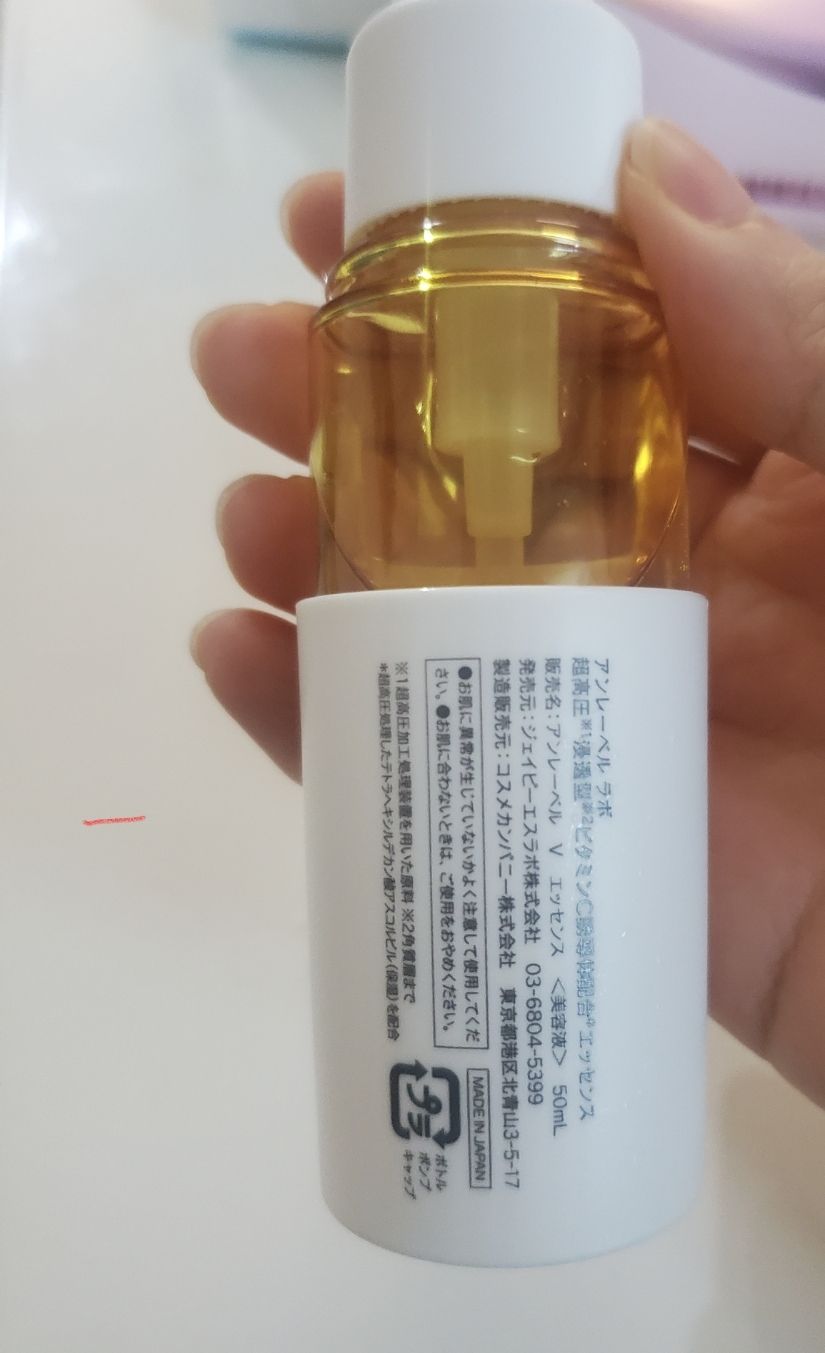 アンレーベル ラボ
超高圧※1浸透型※2ビタミンC誘導体配合*エッセンス
販売名：アンレーベル V エッセンス <美容液> 50mL
発売元：ジェイピーエスラボ株式会社 03-6804-5399
製造販売元：コスメカンパニー株式会社 東京都港区北青山3-5-17
●お肌に異常が生じていないかよく注意して使用してくだ
さい。●お肌に合わないときは、ご使用をおやめください。
MADE IN JAPAN
※1超高圧加工処理装置を用いた原料 ※2角質層まで
*超高圧処理したテトラヘキシルデカン酸アスコルビル(保湿)を配合
プラ
ボトル
ポンプ
キャップ